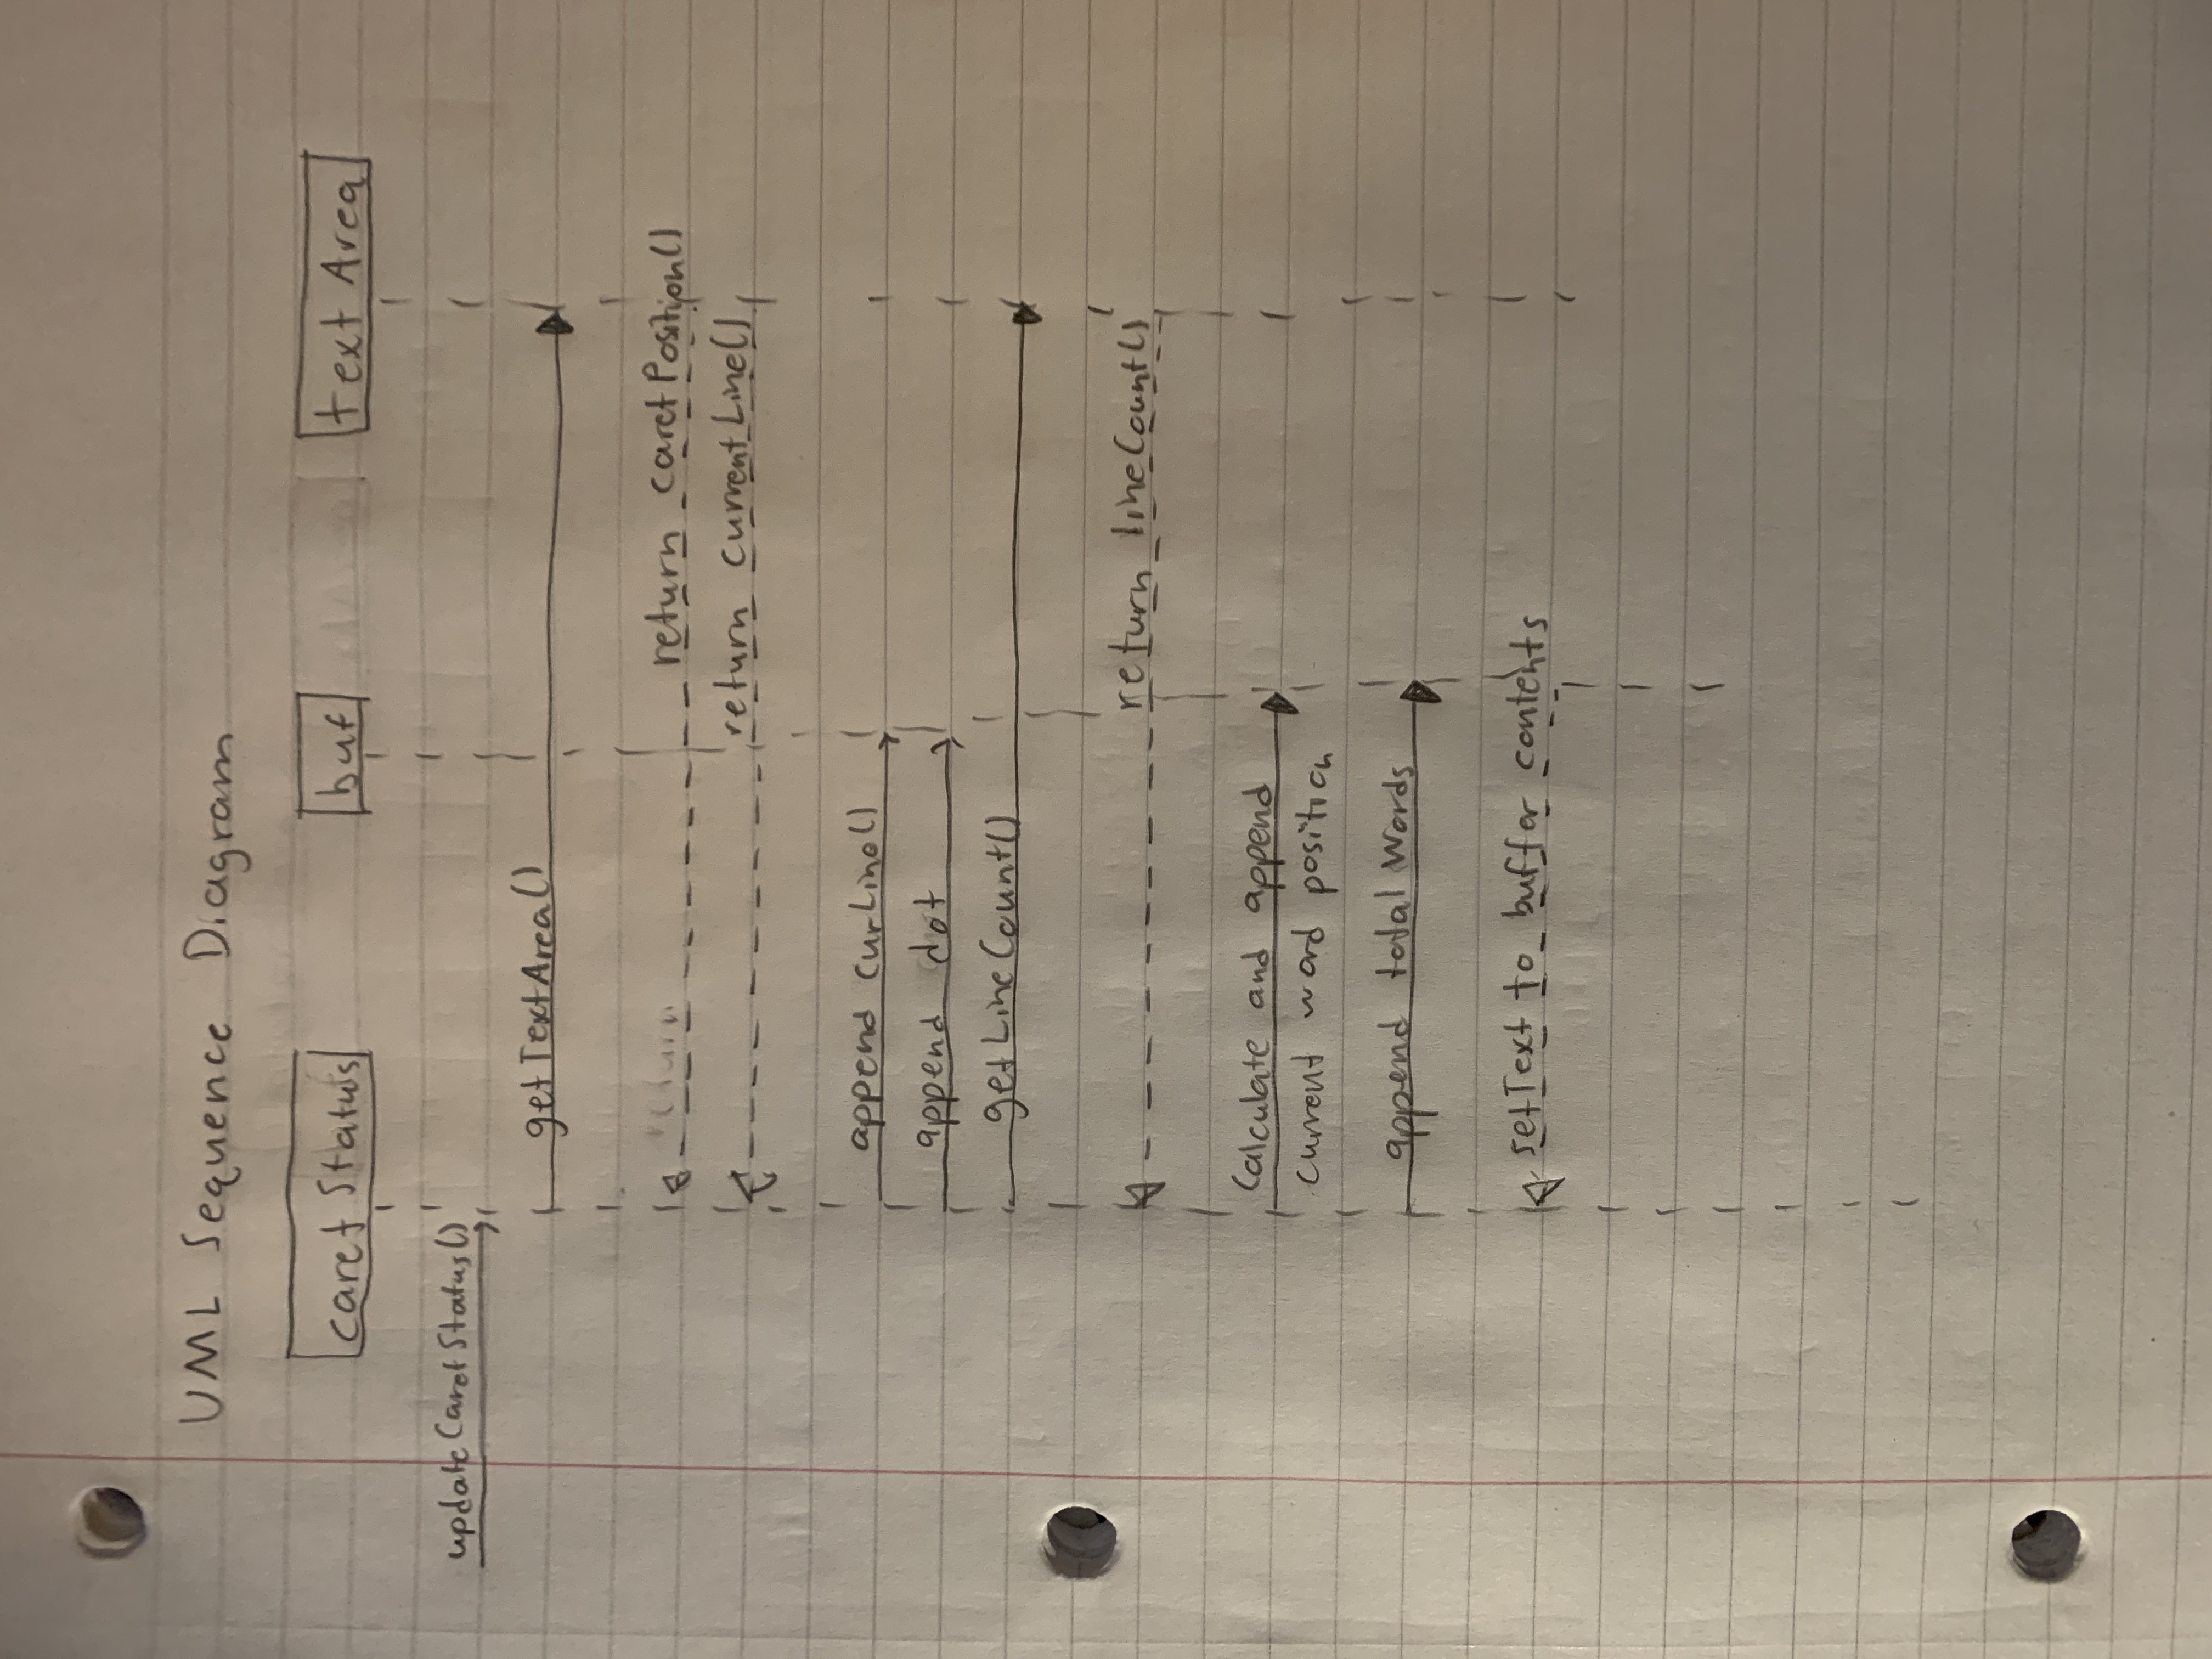 UML Sequence Diagram
caret Status buf text Area
updateCaretStatus()
getTextArea()
return return caretPosition()
return currentLine()
append curLine()
append dot
getLineCount()
return lineCount()
Calculate and append
current word position
append total Words
setText to buffer contents